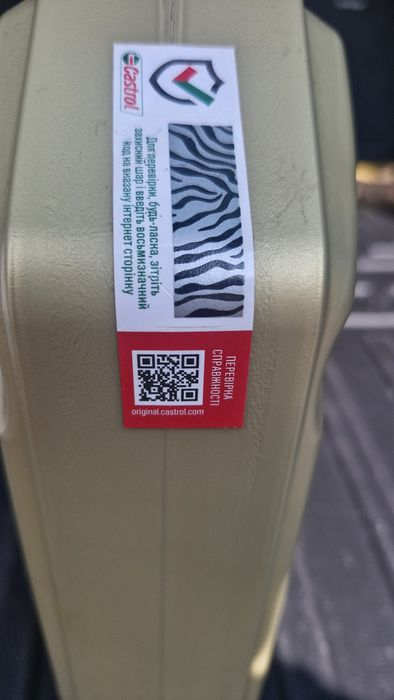 Castrol
Для перевірки, будь-ласка, зітріть
захисний шар і введіть восьмизначний
код на вказану інтернет сторінку
ПЕРЕВІРКА
СПРАВЖНОСТІ
original.castrol.com